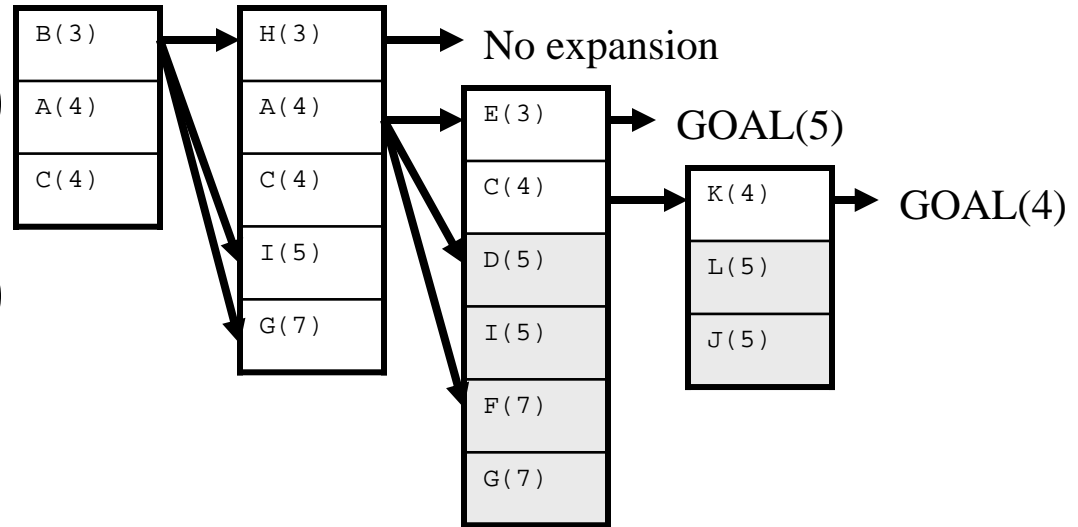 B(3)
A(4)
C(4)
H(3)
A(4)
C(4)
I(5)
G(7)
No expansion
E(3)
C(4)
D(5)
I(5)
F(7)
G(7)
GOAL(5)
K(4)
L(5)
J(5)
GOAL(4)
)
)